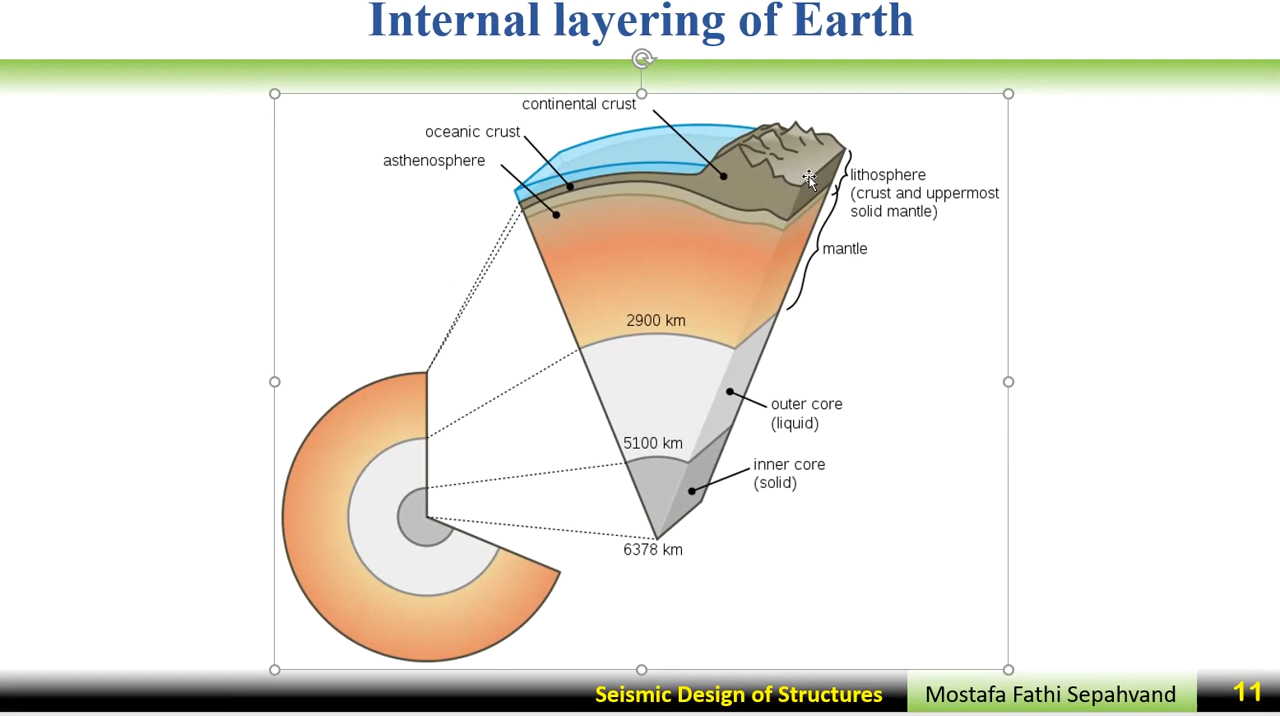 Internal layering of Earth
continental crust
oceanic crust
asthenosphere
lithosphere
(crust and uppermost
solid mantle)
mantle
2900 km
outer core
(liquid)
5100 km
inner core
(solid)
6378 km
Seismic Design of Structures
Mostafa Fathi Sepahvand
11